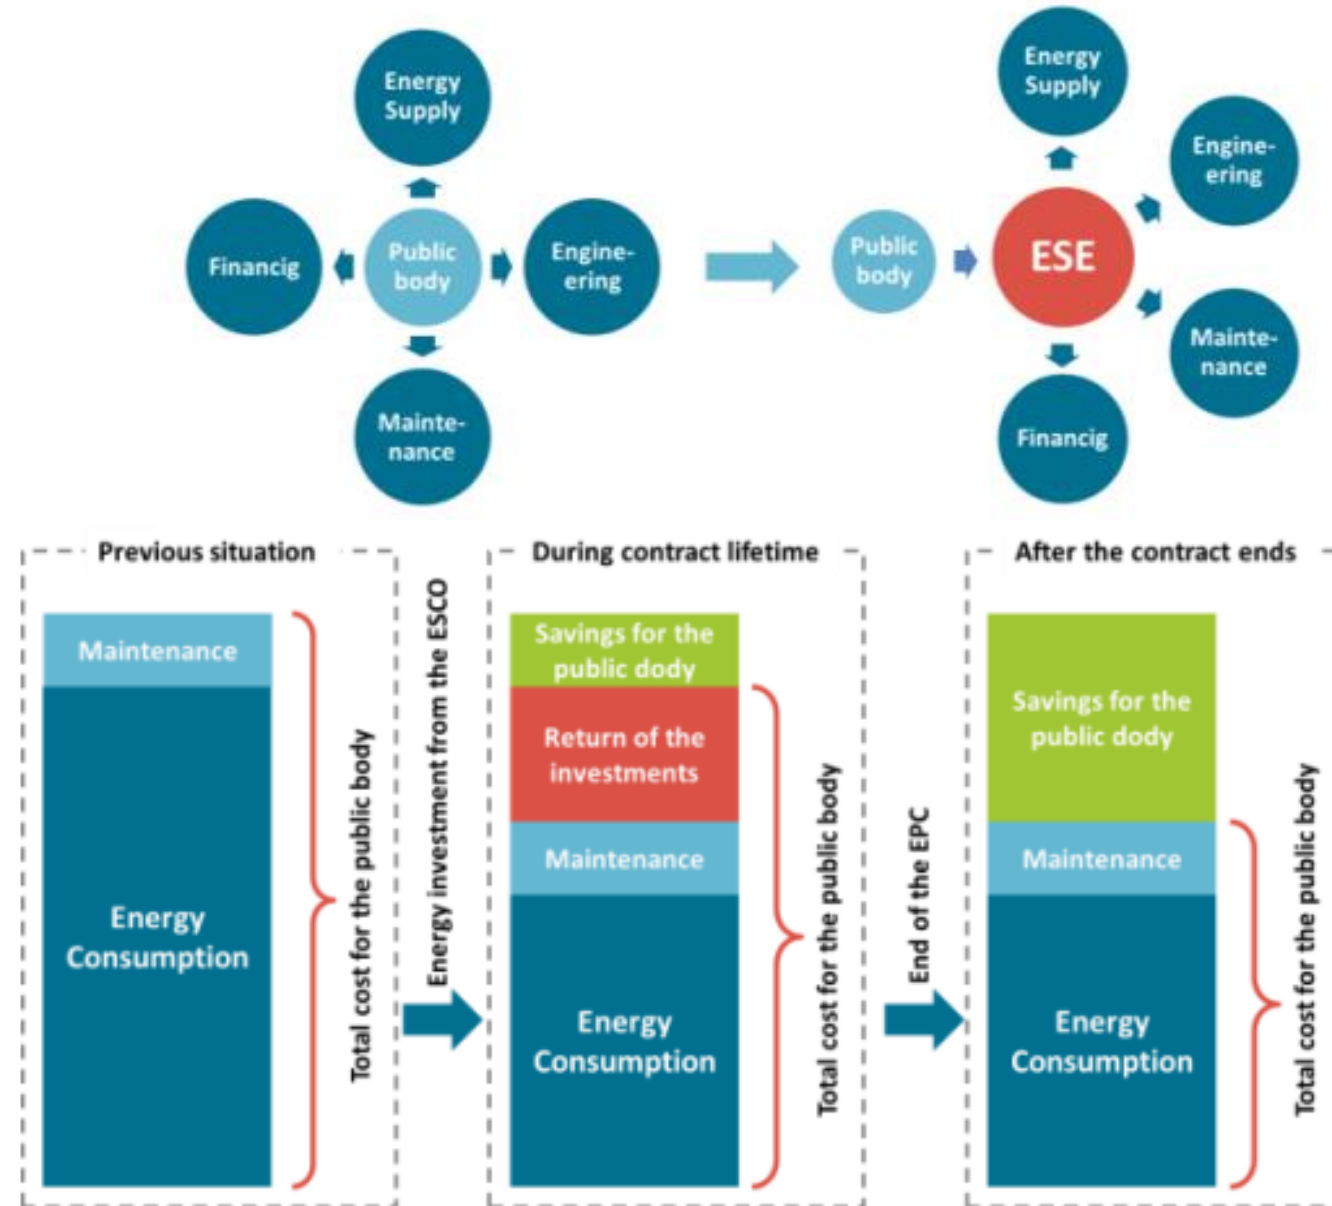 Energy
Supply
Financig
Public
body
Engine-
ering
Mainte-
nance
Energy
Supply
Engine-
ering
Public
body
ESE
Mainte-
nance
Financig
Previous situation
Maintenance
Energy
Consumption
Total cost for the public body
Energy investment from the ESCO
During contract lifetime
Savings for the
public dody
Return of the
investments
Maintenance
Energy
Consumption
Total cost for the public body
End of the EPC
After the contract ends
Savings for the
public dody
Maintenance
Energy
Consumption
Total cost for the public body